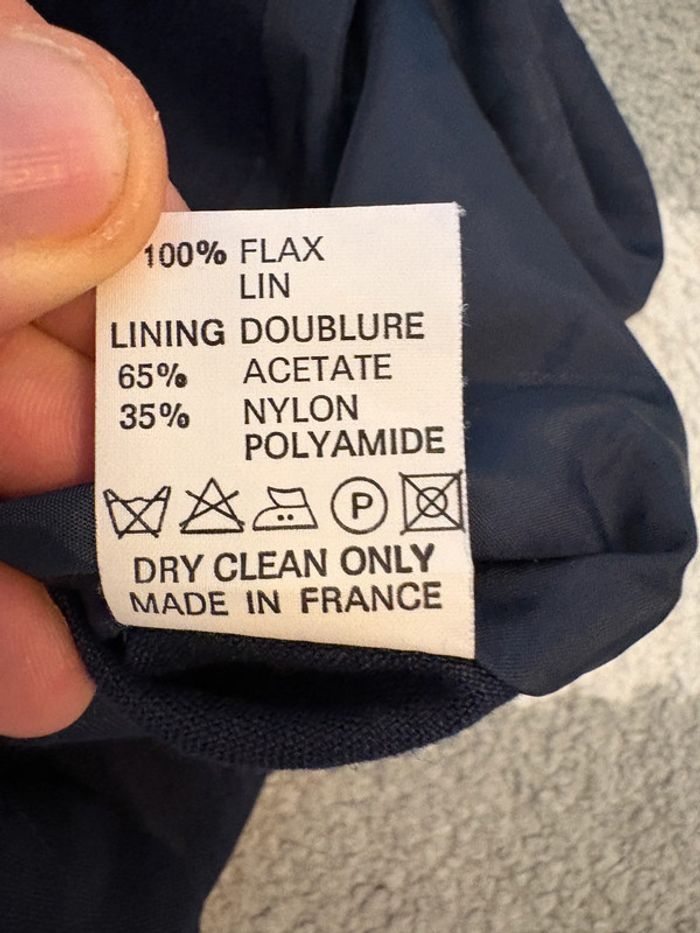 100% FLAX
LIN
LINING DOUBLURE
65% ACETATE
35% NYLON
POLYAMIDE
P
DRY CLEAN ONLY
MADE IN FRANCE